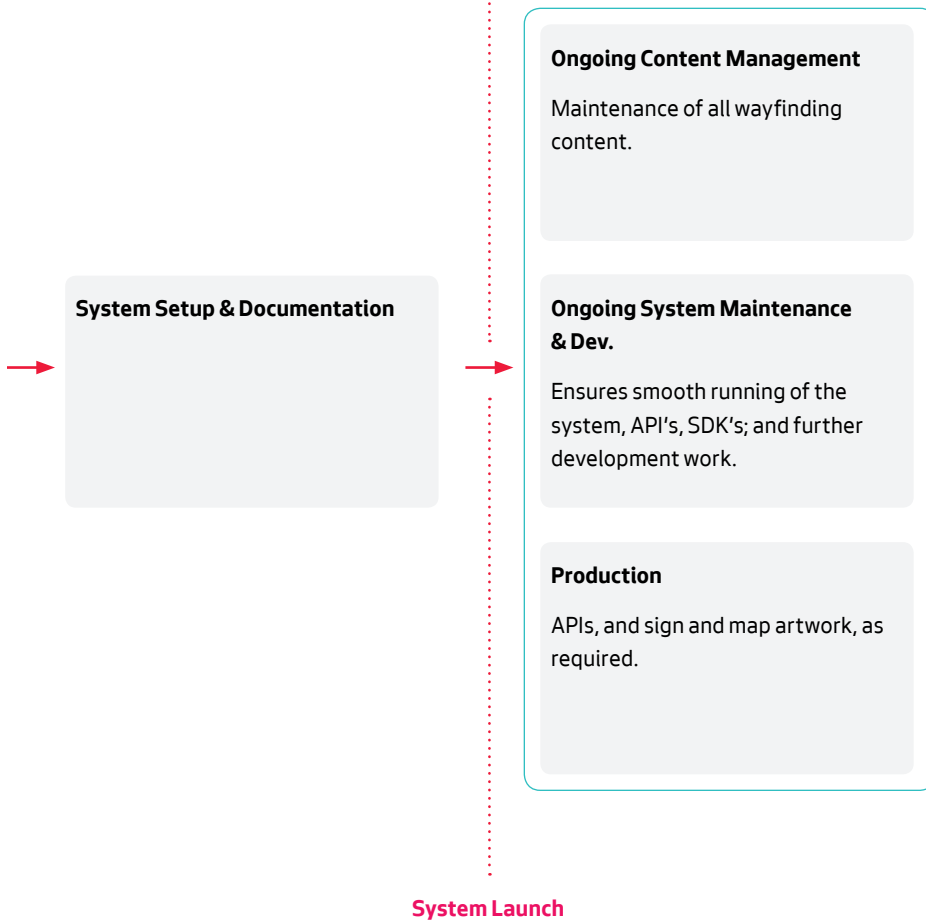 System Setup & Documentation
Ongoing Content Management
Maintenance of all wayfinding
content.
Ongoing System Maintenance
& Dev.
Ensures smooth running of the
system, API's, SDK's; and further
development work.
Production
APIs, and sign and map artwork, as
required.
System Launch